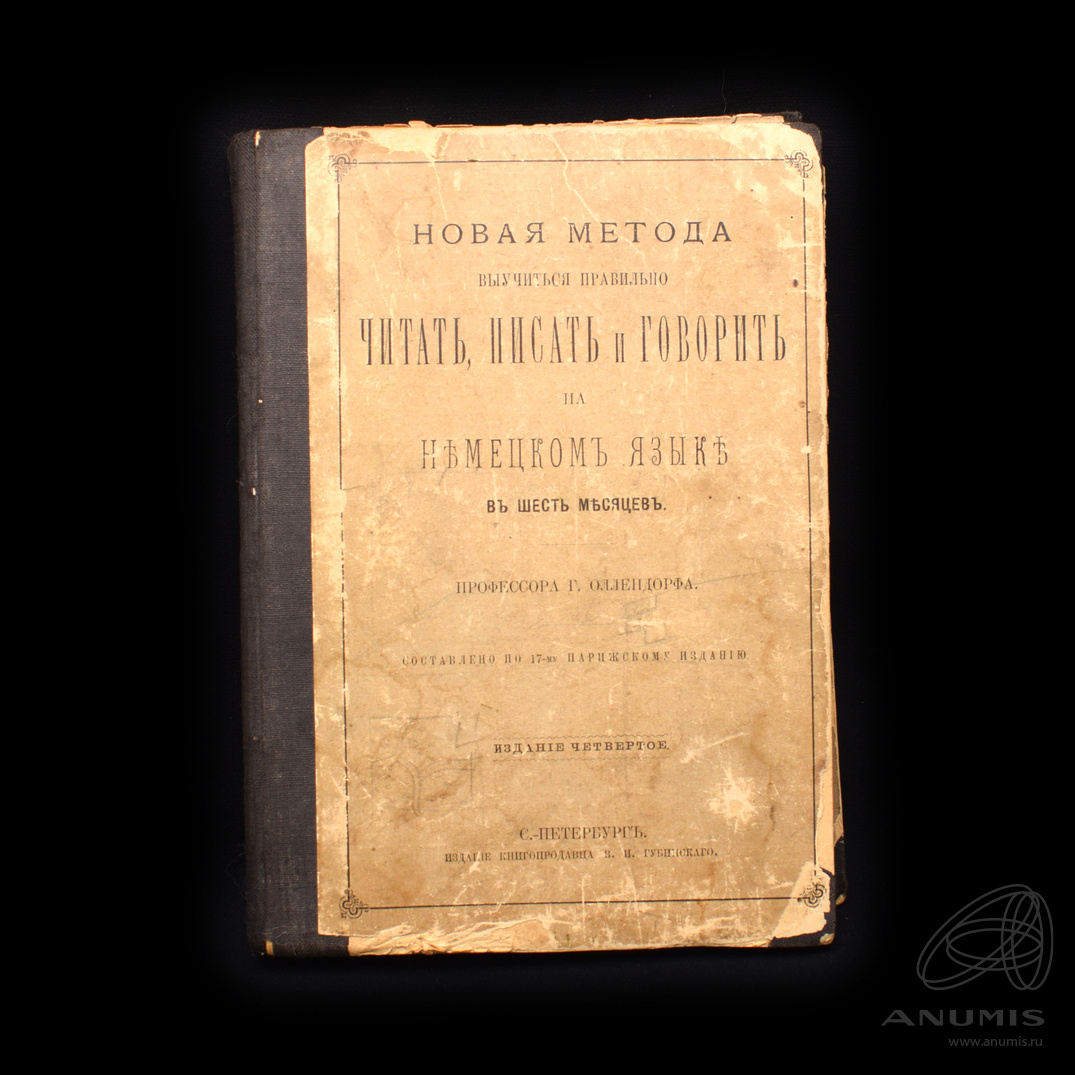 НОВАЯ МЕТОДА
ВЫУЧИТЬСЯ ПРАВИЛЬНО
ЧИТАТЬ, ПИСАТЬ и ГОВОРИТЬ
НА
НѢМЕЦКОМЪ ЯЗЫКѢ
ВЪ ШЕСТЬ МѢСЯЦЕВЪ.
ПРОФЕССОРА Г. ОЛЛЕНДОРФА.
СОСТАВЛЕНО ПО 17-му ПАРИЖСКОМУ ИЗДАНІЮ
ИЗДАНІЕ ЧЕТВЕРТОЕ.
С.-ПЕТЕРБУРГЪ.
ИЗДАНІЕ КНИГОПРОДАВЦА В. И. ГУБИНСКАГО.
ANUMIS
www.anumis.ru